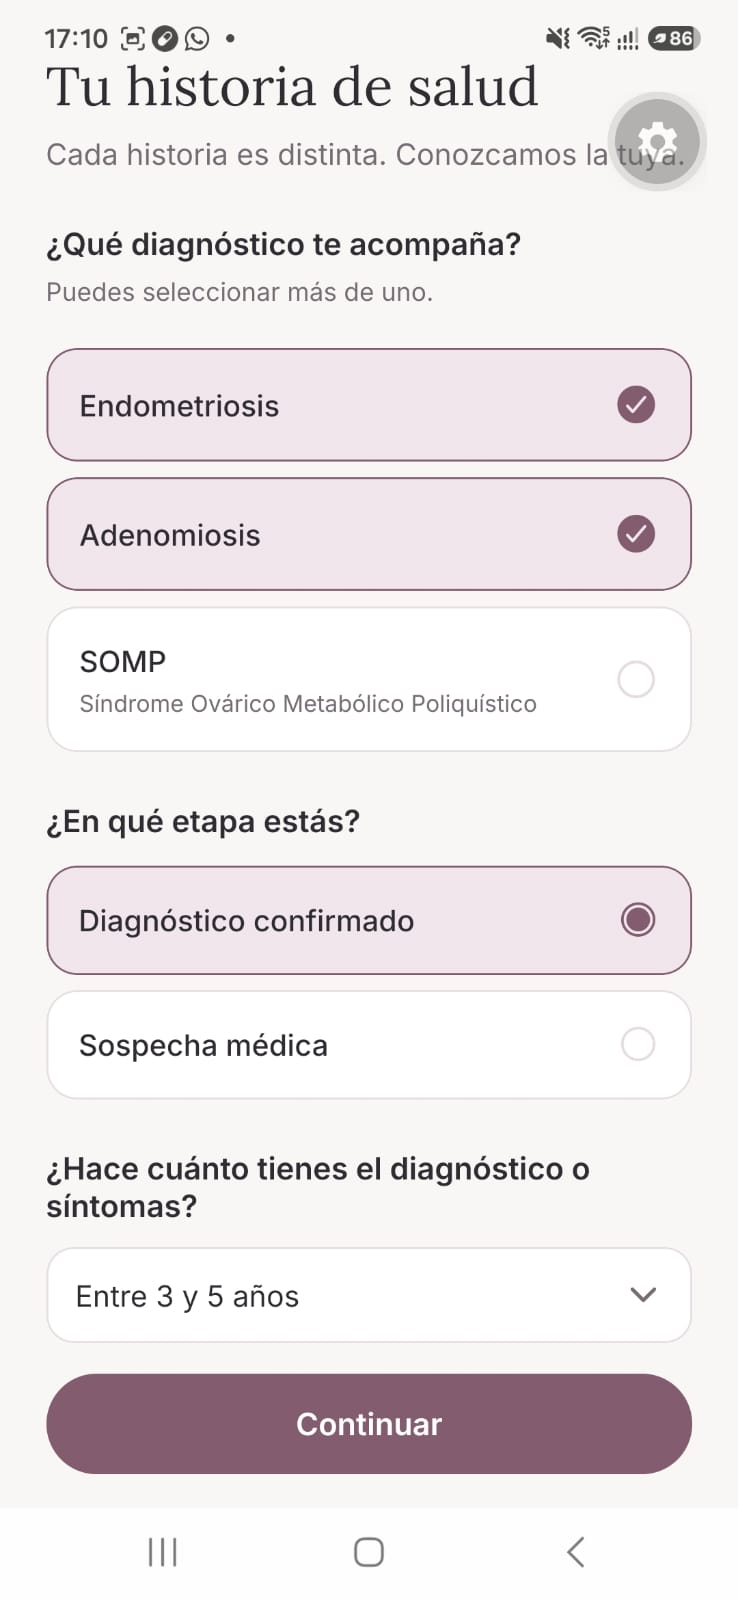 17:10
86
Tu historia de salud
Cada historia es distinta. Conozcamos la tuya.
¿Qué diagnóstico te acompaña?
Puedes seleccionar más de uno.
Endometriosis
Adenomiosis
SOMP
Síndrome Ovárico Metabólico Poliquístico
¿En qué etapa estás?
Diagnóstico confirmado
Sospecha médica
¿Hace cuánto tienes el diagnóstico o
síntomas?
Entre 3 y 5 años
Continuar